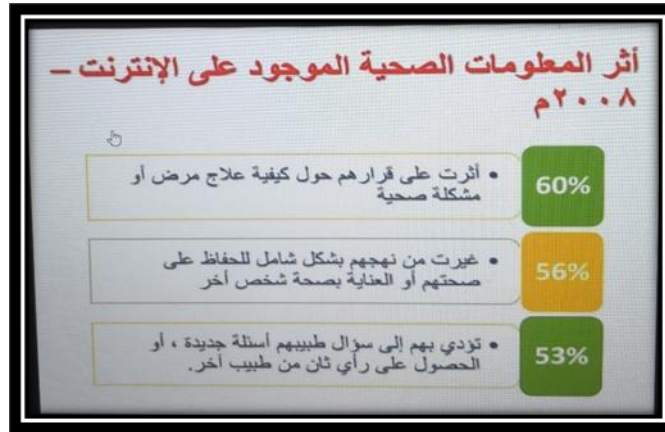 أثر المعلومات الصحية الموجود على الإنترنت –
٢٠٠٨م
60%
• أثرت على قرارهم حول كيفية علاج مرض أو
مشكلة صحية
56%
• غيرت من نهجهم بشكل شامل للحفاظ على
صحتهم أو العناية بصحة شخص أخر
53%
• تؤدي بهم إلى سؤال طبيبهم أسئلة جديدة ، أو
الحصول على رأي ثان من طبيب أخر.